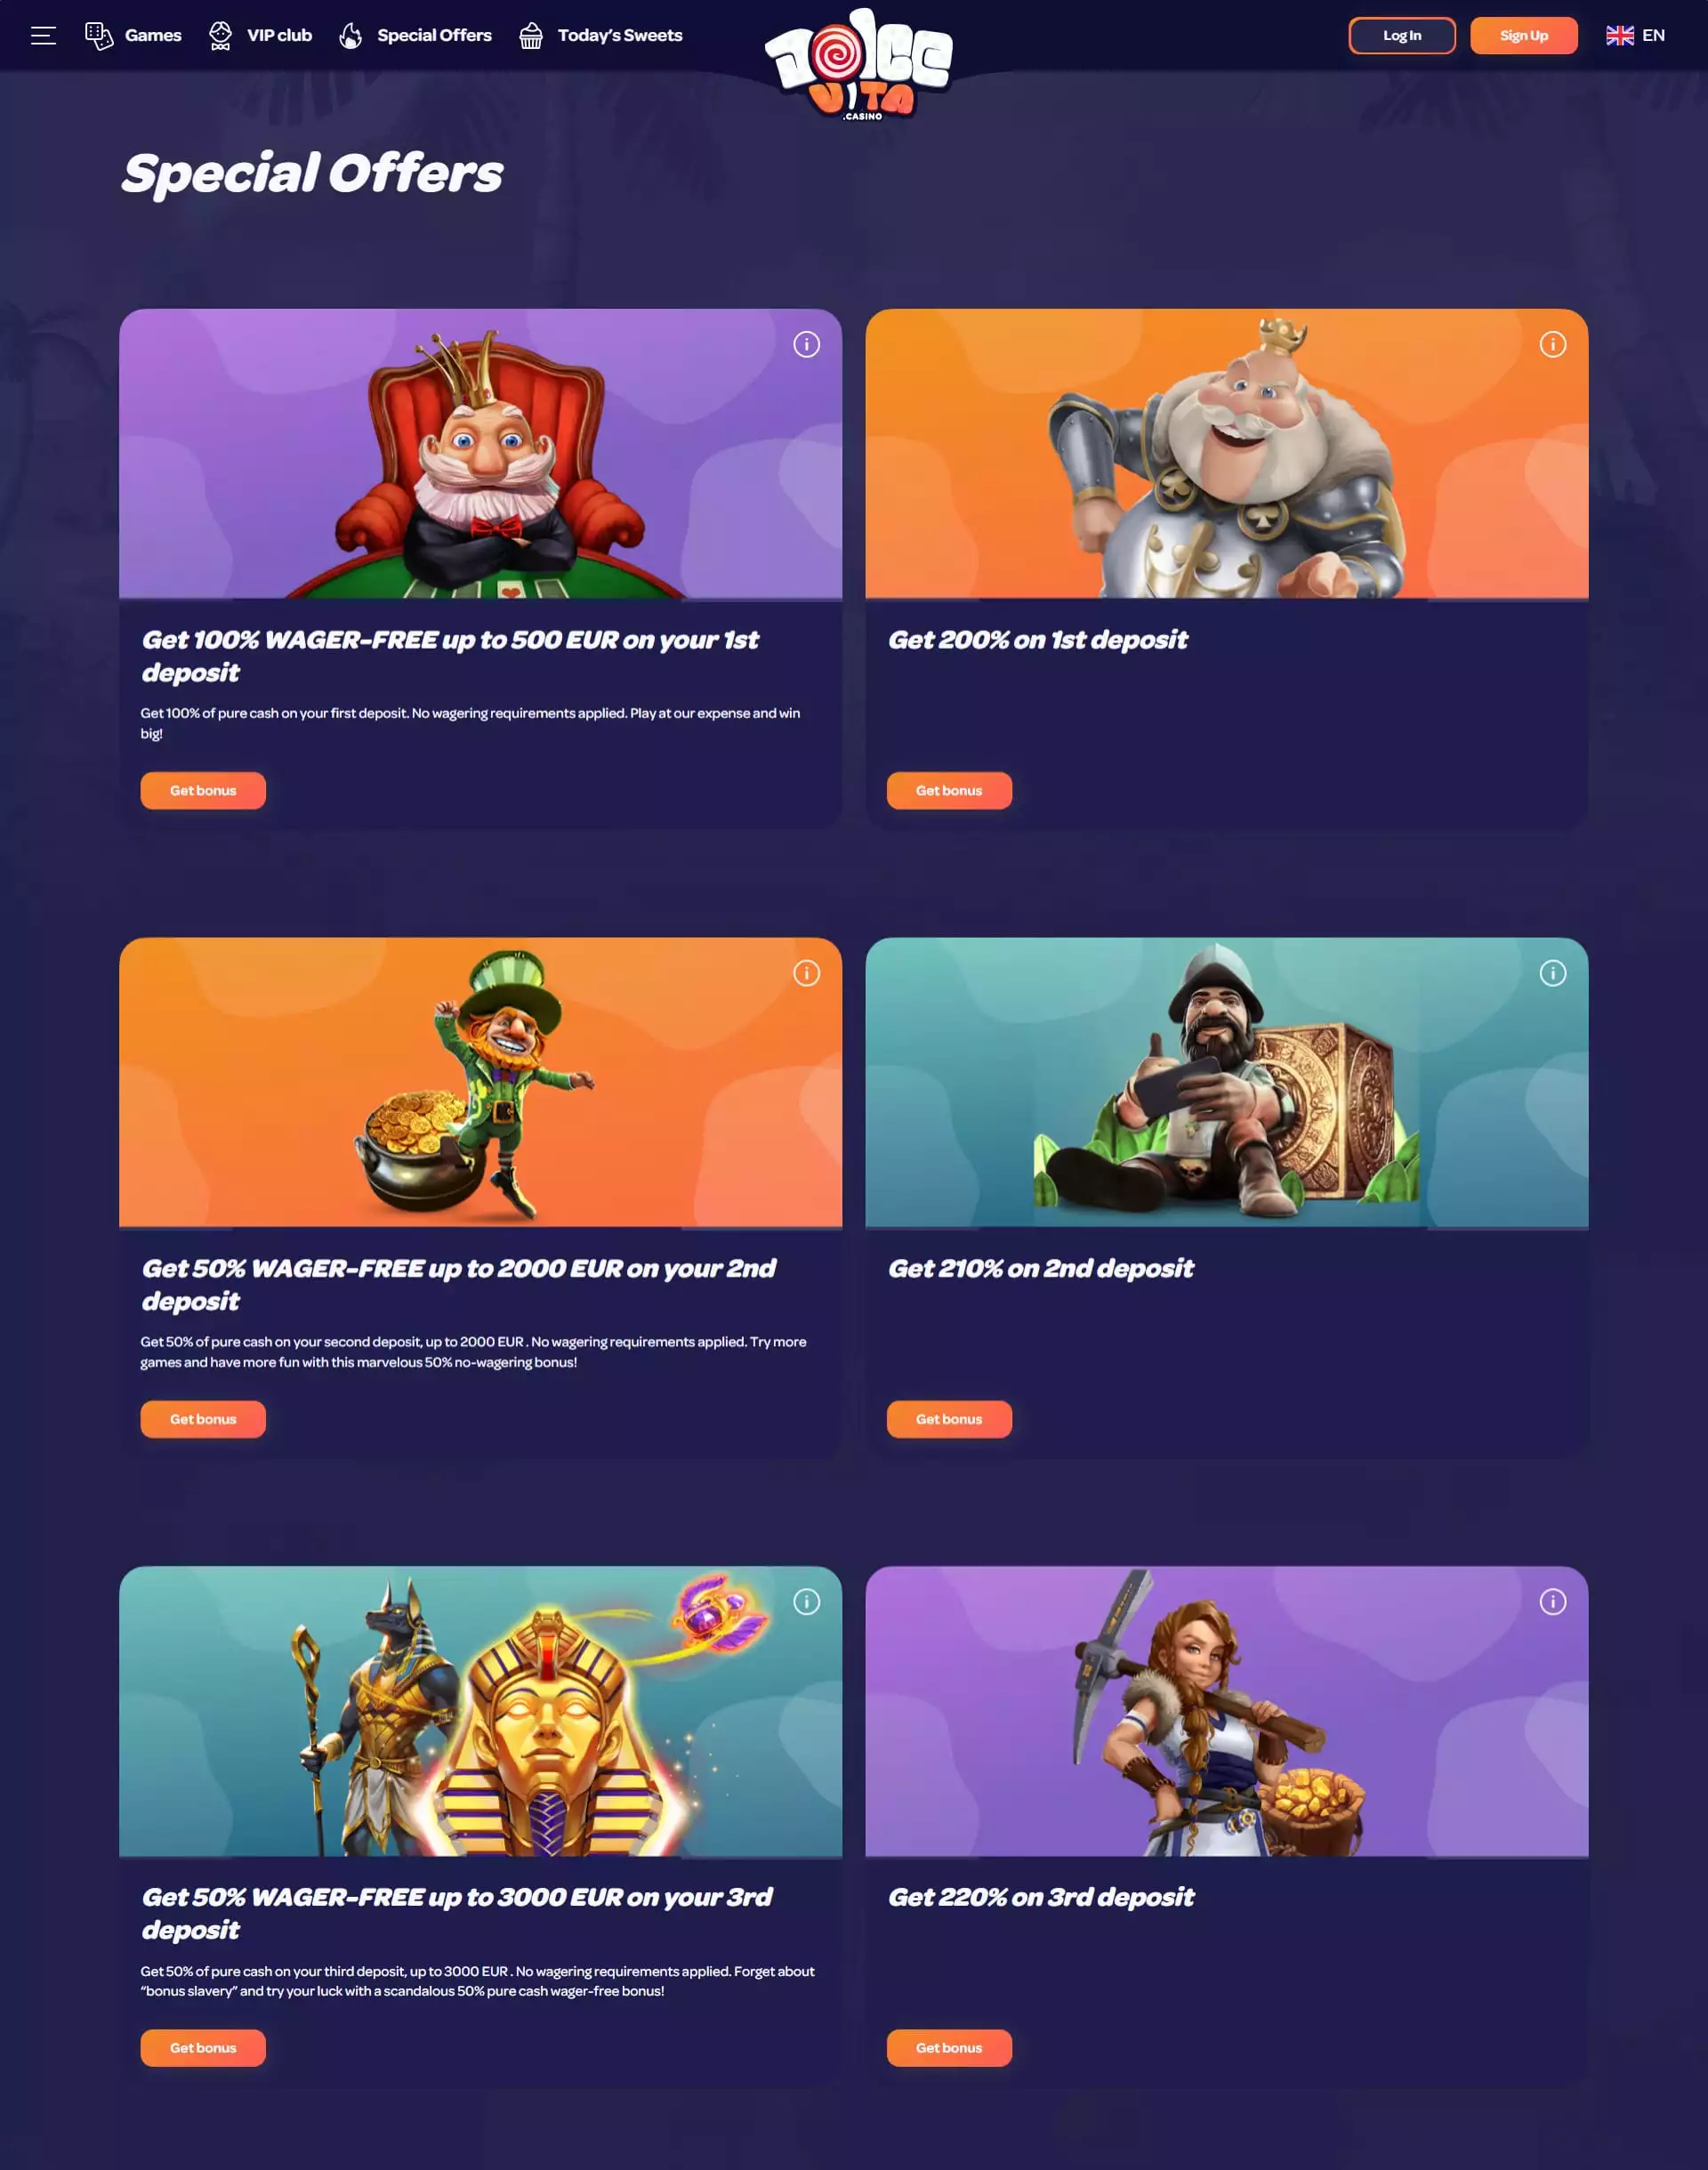 Games
VIP club
Special Offers
Today's Sweets
DOLCE
VITA
.CASINO
Log In
Sign Up
EN
Special Offers
Get 100% WAGER-FREE up to 500 EUR on your 1st
deposit
Get 100% of pure cash on your first deposit. No wagering requirements applied. Play at our expense and win
big!
Get bonus
Get 200% on 1st deposit
Get bonus
Get 50% WAGER-FREE up to 2000 EUR on your 2nd
deposit
Get 50% of pure cash on your second deposit, up to 2000 EUR . No wagering requirements applied. Try more
games and have more fun with this marvelous 50% no-wagering bonus!
Get bonus
Get 210% on 2nd deposit
Get bonus
Get 50% WAGER-FREE up to 3000 EUR on your 3rd
deposit
Get 50% of pure cash on your third deposit, up to 3000 EUR . No wagering requirements applied. Forget about
“bonus slavery” and try your luck with a scandalous 50% pure cash wager-free bonus!
Get bonus
Get 220% on 3rd deposit
Get bonus